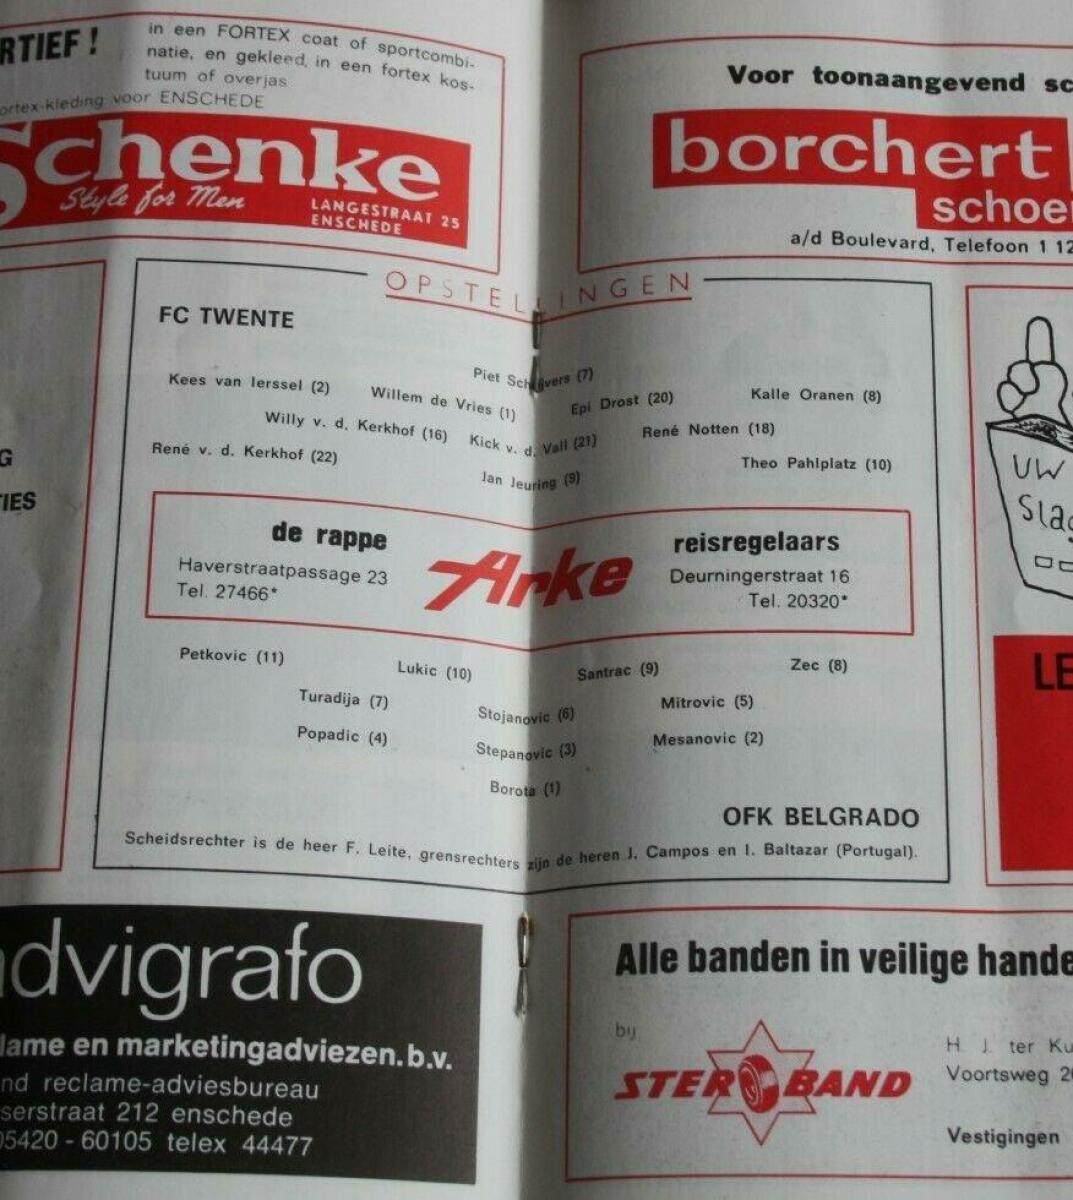 RTIEF !
in een FORTEX coat of sportcombi-
natie, en gekleed in een fortex kos-
tuum of overjas
ortex-kleding voor ENSCHEDE
Schenke
Style for Men
LANGESTRAAT 25
ENSCHEDE
Voor toonaangevend sc
borchert
schoe
a/d Boulevard, Telefoon 1 12
OPSTELLINGEN
FC TWENTE
Piet Schrijvers (7)
Kees van Ierssel (2) Willem de Vries (1) Epi Drost (20) Kalle Oranen (8)
Willy v. d. Kerkhof (16) Kick v. d. Vall (21) René Notten (18)
René v. d. Kerkhof (22) Jan Jeuring (9) Theo Pahlplatz (10)
de rappe Arke reisregelaars
Haverstraatpassage 23 Deurningerstraat 16
Tel. 27466* Tel. 20320*
Petkovic (11) Lukic (10) Santrac (9) Zec (8)
Turadija (7) Stojanovic (6) Mitrovic (5)
Popadic (4) Stepanovic (3) Mesanovic (2)
Borota (1)
OFK BELGRADO
Scheidsrechter is de heer F. Leite, grensrechters zijn de heren J. Campos en I. Baltazar (Portugal).
G
TIES
UW
Slag
LE
advigrafo
lame en marketingadviezen.b.v.
nd reclame-adviesbureau
serstraat 212 enschede
05420 - 60105 telex 44477
Alle banden in veilige hande
bij
STERBAND
H. J. ter Ku
Voortsweg 20
Vestigingen